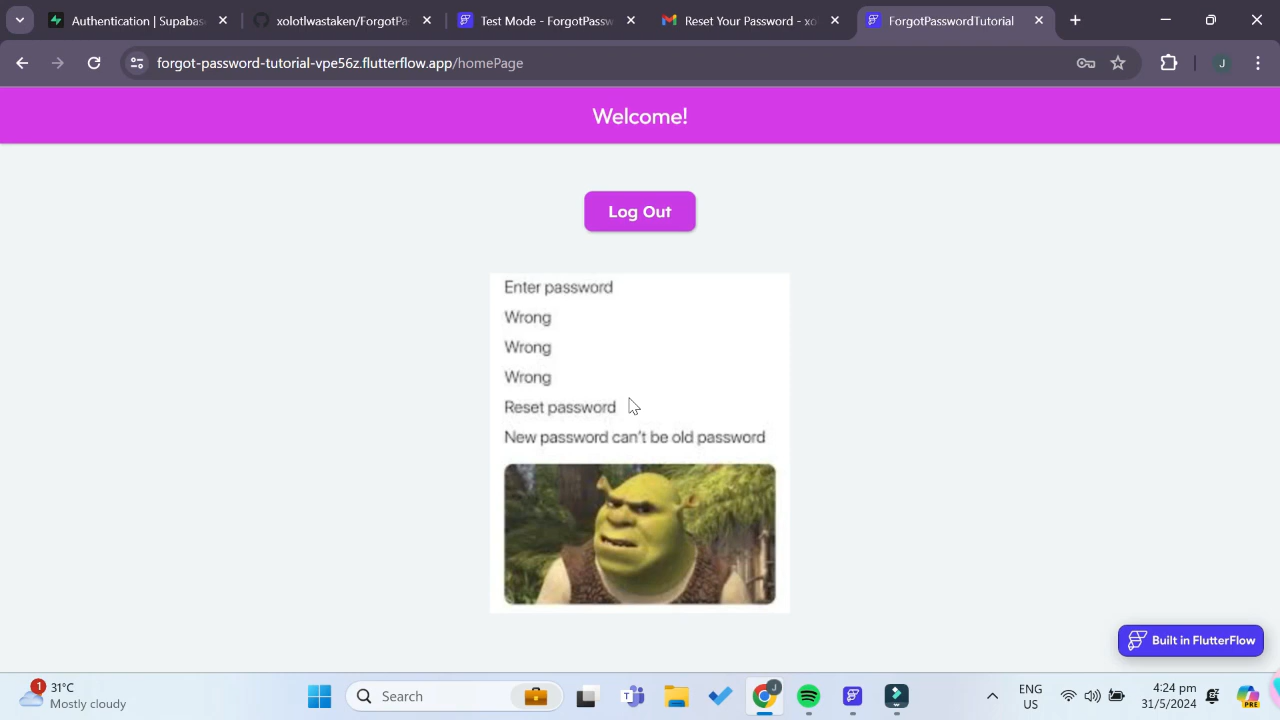 Authentication | Supabas
xolotlwastaken/ForgotPa
Test Mode - ForgotPassw
Reset Your Password - xo
ForgotPasswordTutorial
forgot-password-tutorial-vpe56z.flutterflow.app/homePage
J
Welcome!
Log Out
Enter password
Wrong
Wrong
Wrong
Reset password
New password can't be old password
Built in FlutterFlow
1
31°C
Mostly cloudy
Search
J
ENG
US
4:24 pm
31/5/2024
PRE